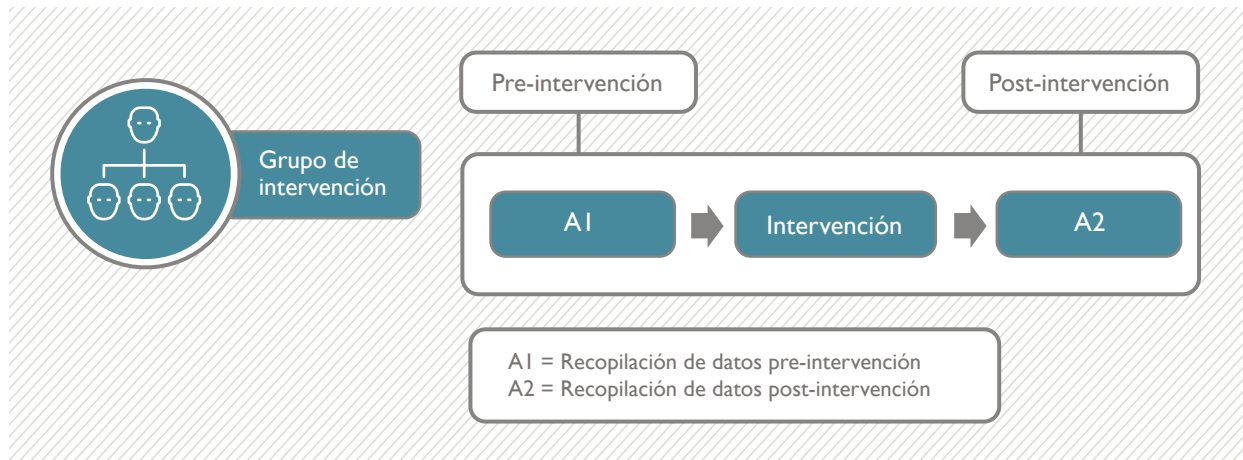 Pre-intervención
Post-intervención
Grupo de
intervención
A1
Intervención
A2
A1 = Recopilación de datos pre-intervención
A2 = Recopilación de datos post-intervención